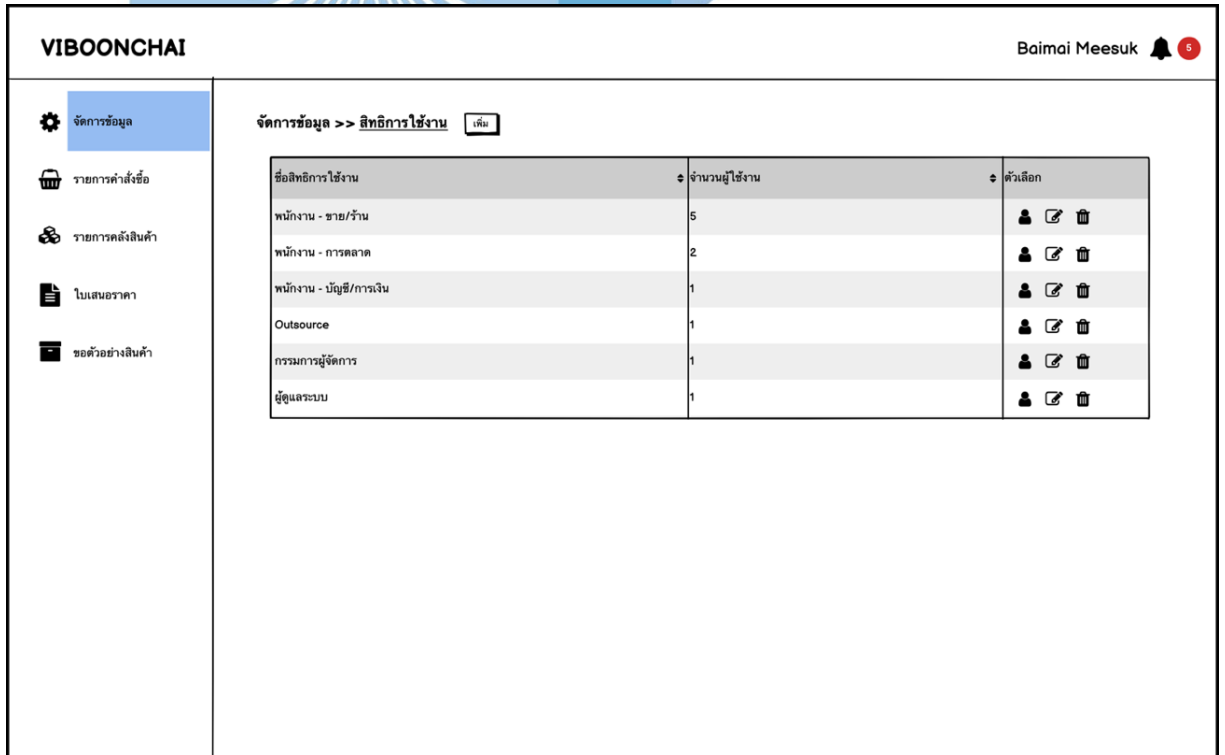 VIBOONCHAI
Baimai Meesuk 5
จัดการข้อมูล
รายการคำสั่งซื้อ
รายการคลังสินค้า
ใบเสนอราคา
ขอตัวอย่างสินค้า
จัดการข้อมูล >> สิทธิการใช้งาน เพิ่ม
ชื่อสิทธิการใช้งาน จำนวนผู้ใช้งาน ตัวเลือก
พนักงาน - ขาย/ร้าน 5
พนักงาน - การตลาด 2
พนักงาน - บัญชี/การเงิน 1
Outsource 1
กรรมการผู้จัดการ 1
ผู้ดูแลระบบ 1